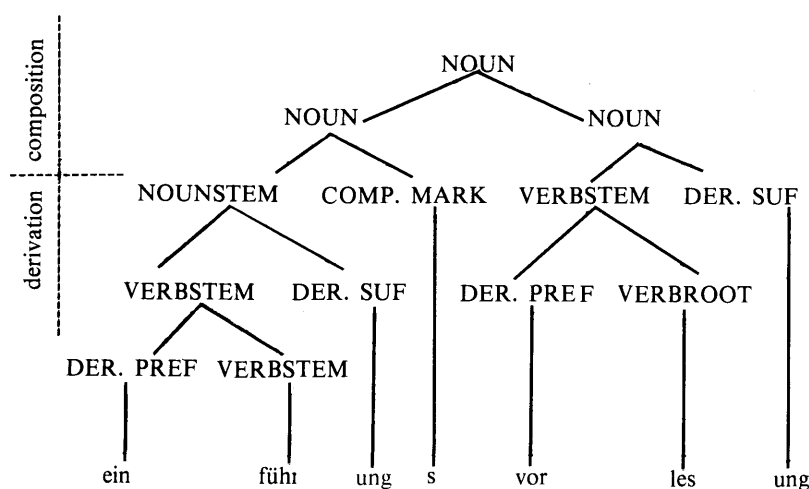 composition
derivation
NOUN
NOUN NOUN
NOUNSTEM COMP. MARK VERBSTEM DER. SUF
VERBSTEM DER. SUF DER. PREF VERBROOT
DER. PREF VERBSTEM
ein führ ung s vor les ung